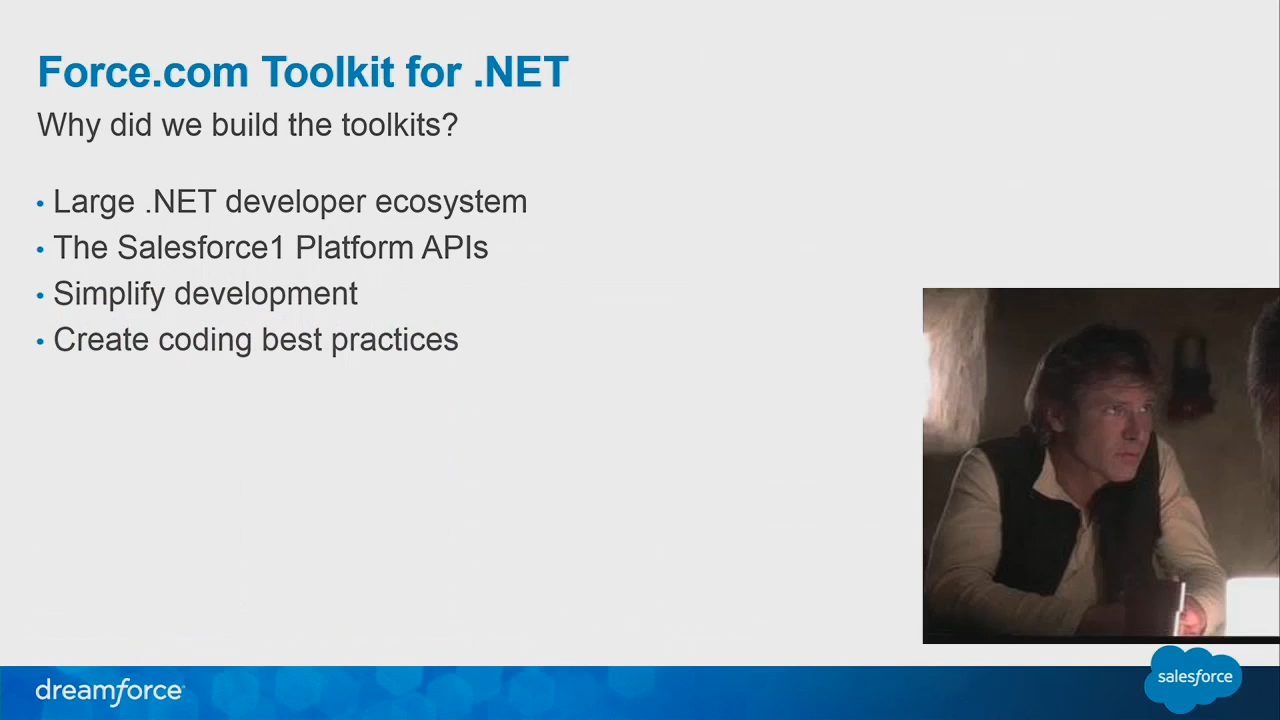 Force.com Toolkit for .NET
Why did we build the toolkits?
• Large .NET developer ecosystem
• The Salesforce1 Platform APIs
• Simplify development
• Create coding best practices
dreamforce
salesforce